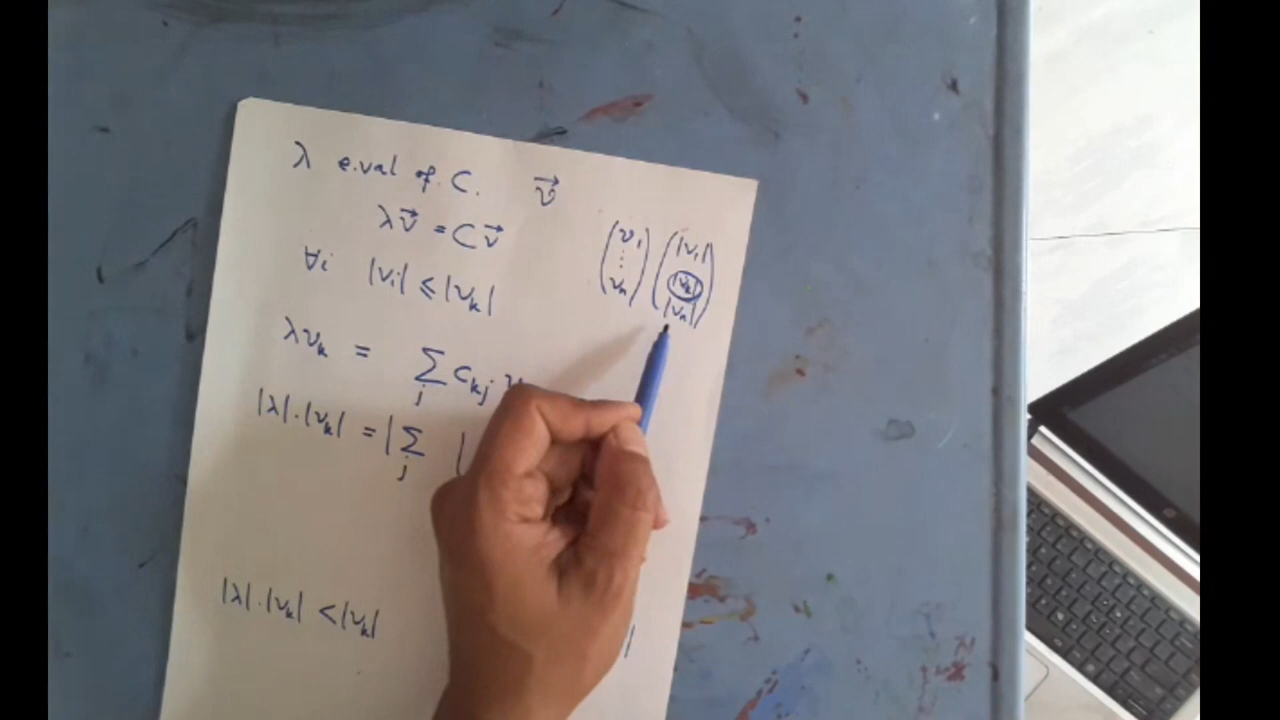 λ e.val of C. v⃗
λv⃗ = Cv⃗
∀i |vᵢ| ≤ |vₖ|
(v₁ ⋮ vₙ) (|v₁| |vₖ| |vₙ|)
λvₖ = ∑ⱼ Cₖⱼ
|λ|·|vₖ| = |∑ⱼ |
|λ|·|vₖ| < |vₖ|